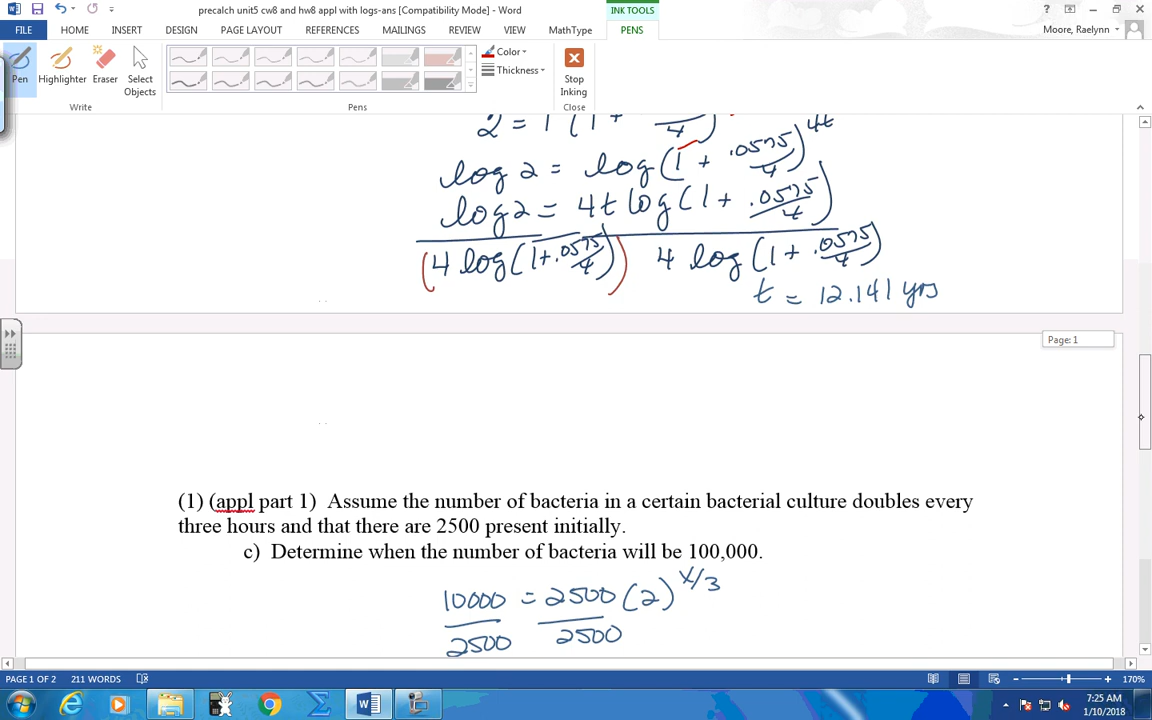 precalch unit5 cw8 and hw8 appl with logs-ans [Compatibility Mode] - Word
INK TOOLS
FILE HOME INSERT DESIGN PAGE LAYOUT REFERENCES MAILINGS REVIEW VIEW MathType PENS
Moore, Raelynn
Pen Highlighter Eraser Select Objects
Color
Thickness
Stop Inking
Write Pens Close
2 = 1 (1 + /4)^4t
log 2 = log(1 + .0575/4)^4t
log 2 = 4t log(1 + .0575/4)
(4 log(1+.0575/4)) 4 log(1 + .0575/4)
t = 12.141 yrs
Page: 1
(1) (appl part 1) Assume the number of bacteria in a certain bacterial culture doubles every
three hours and that there are 2500 present initially.
c) Determine when the number of bacteria will be 100,000.
10000 = 2500 (2)^x/3
2500 2500
PAGE 1 OF 2 211 WORDS
170%
7:25 AM
1/10/2018